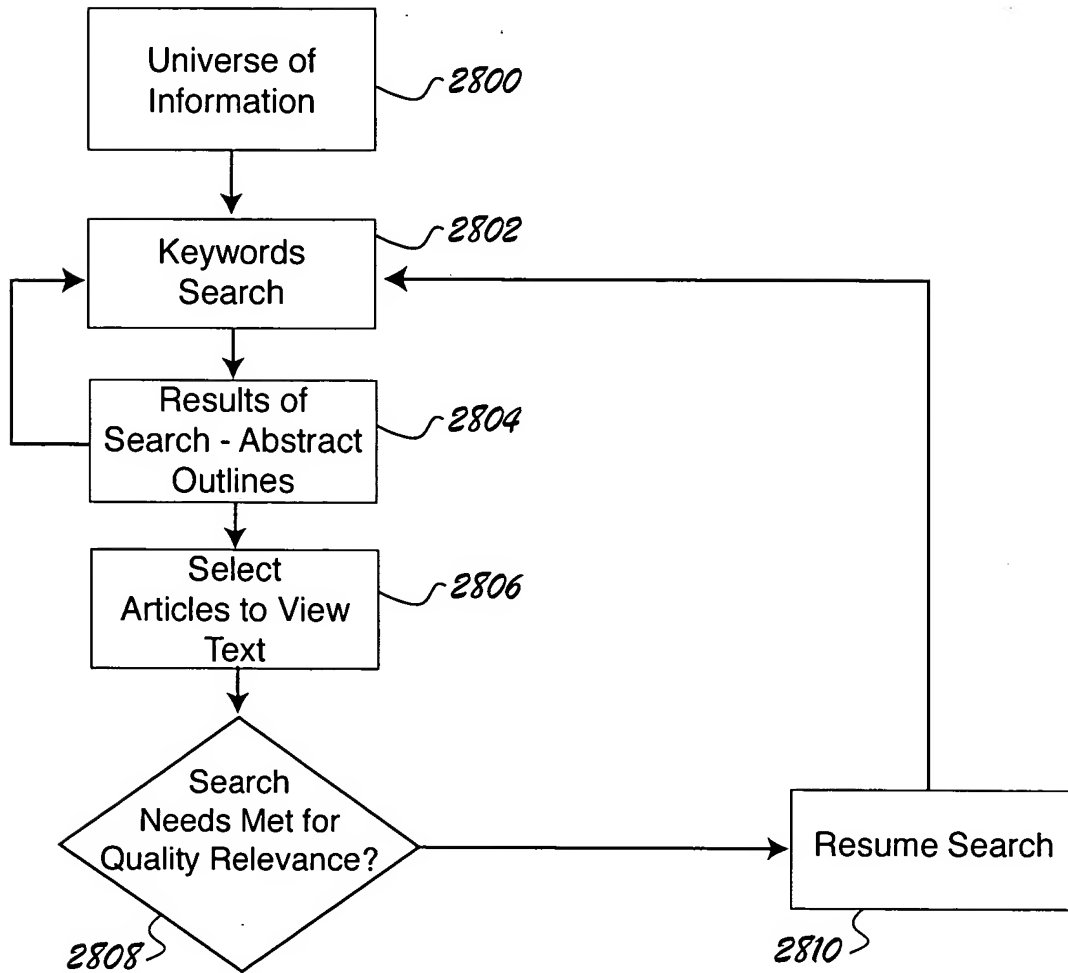 Universe of
Information
2800
Keywords
Search
2802
Results of
Search - Abstract
Outlines
2804
Select
Articles to View
Text
2806
Search
Needs Met for
Quality Relevance?
2808
Resume Search
2810